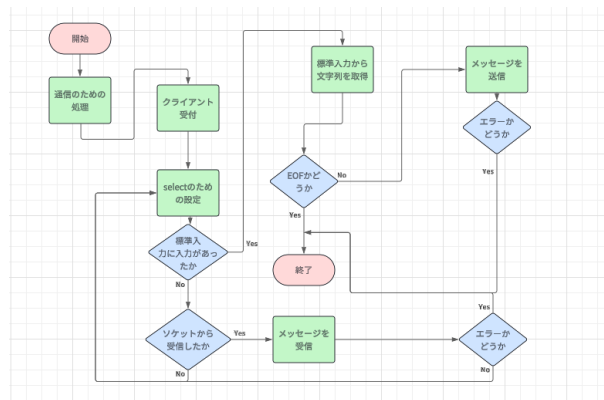 開始
通信のための
処理
クライアント
受付
selectのため
の設定
標準入
力に入力があっ
たか
Yes
No
ソケットから
受信したか
Yes
No
標準入力から
文字列を取得
EOFかど
うか
No
Yes
終了
メッセージを
送信
エラーか
どうか
Yes
メッセージを
受信
Yes
エラーか
どうか
No